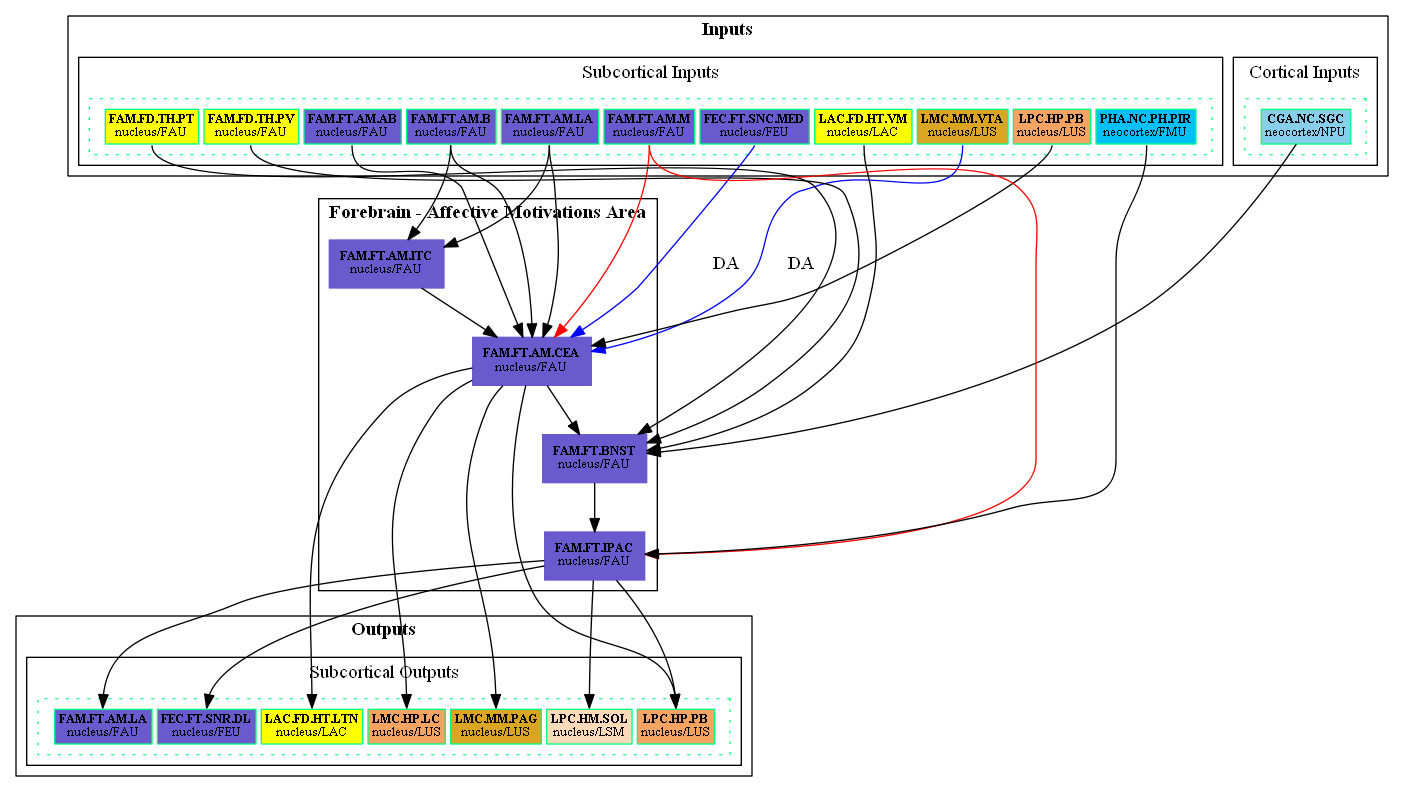 Inputs
Subcortical Inputs
Cortical Inputs
FAM.FD.TH.PT
nucleus/FAU
FAM.FD.TH.PV
nucleus/FAU
FAM.FT.AM.AB
nucleus/FAU
FAM.FT.AM.B
nucleus/FAU
FAM.FT.AM.LA
nucleus/FAU
FAM.FT.AM.M
nucleus/FAU
FEC.FT.SNC.MED
nucleus/FEU
LAC.FD.HT.VM
nucleus/LAC
LMC.MM.VTA
nucleus/LUS
LPC.HP.PB
nucleus/LUS
PHA.NC.PH.PIR
neocortex/FMU
CGA.NC.SGC
neocortex/NPU
Forebrain - Affective Motivations Area
FAM.FT.AM.ITC
nucleus/FAU
DA
DA
FAM.FT.AM.CEA
nucleus/FAU
FAM.FT.BNST
nucleus/FAU
FAM.FT.IPAC
nucleus/FAU
Outputs
Subcortical Outputs
FAM.FT.AM.LA
nucleus/FAU
FEC.FT.SNR.DL
nucleus/FEU
LAC.FD.HT.LTN
nucleus/LAC
LMC.HP.LC
nucleus/LUS
LMC.MM.PAG
nucleus/LUS
LPC.HM.SOL
nucleus/LSM
LPC.HP.PB
nucleus/LUS